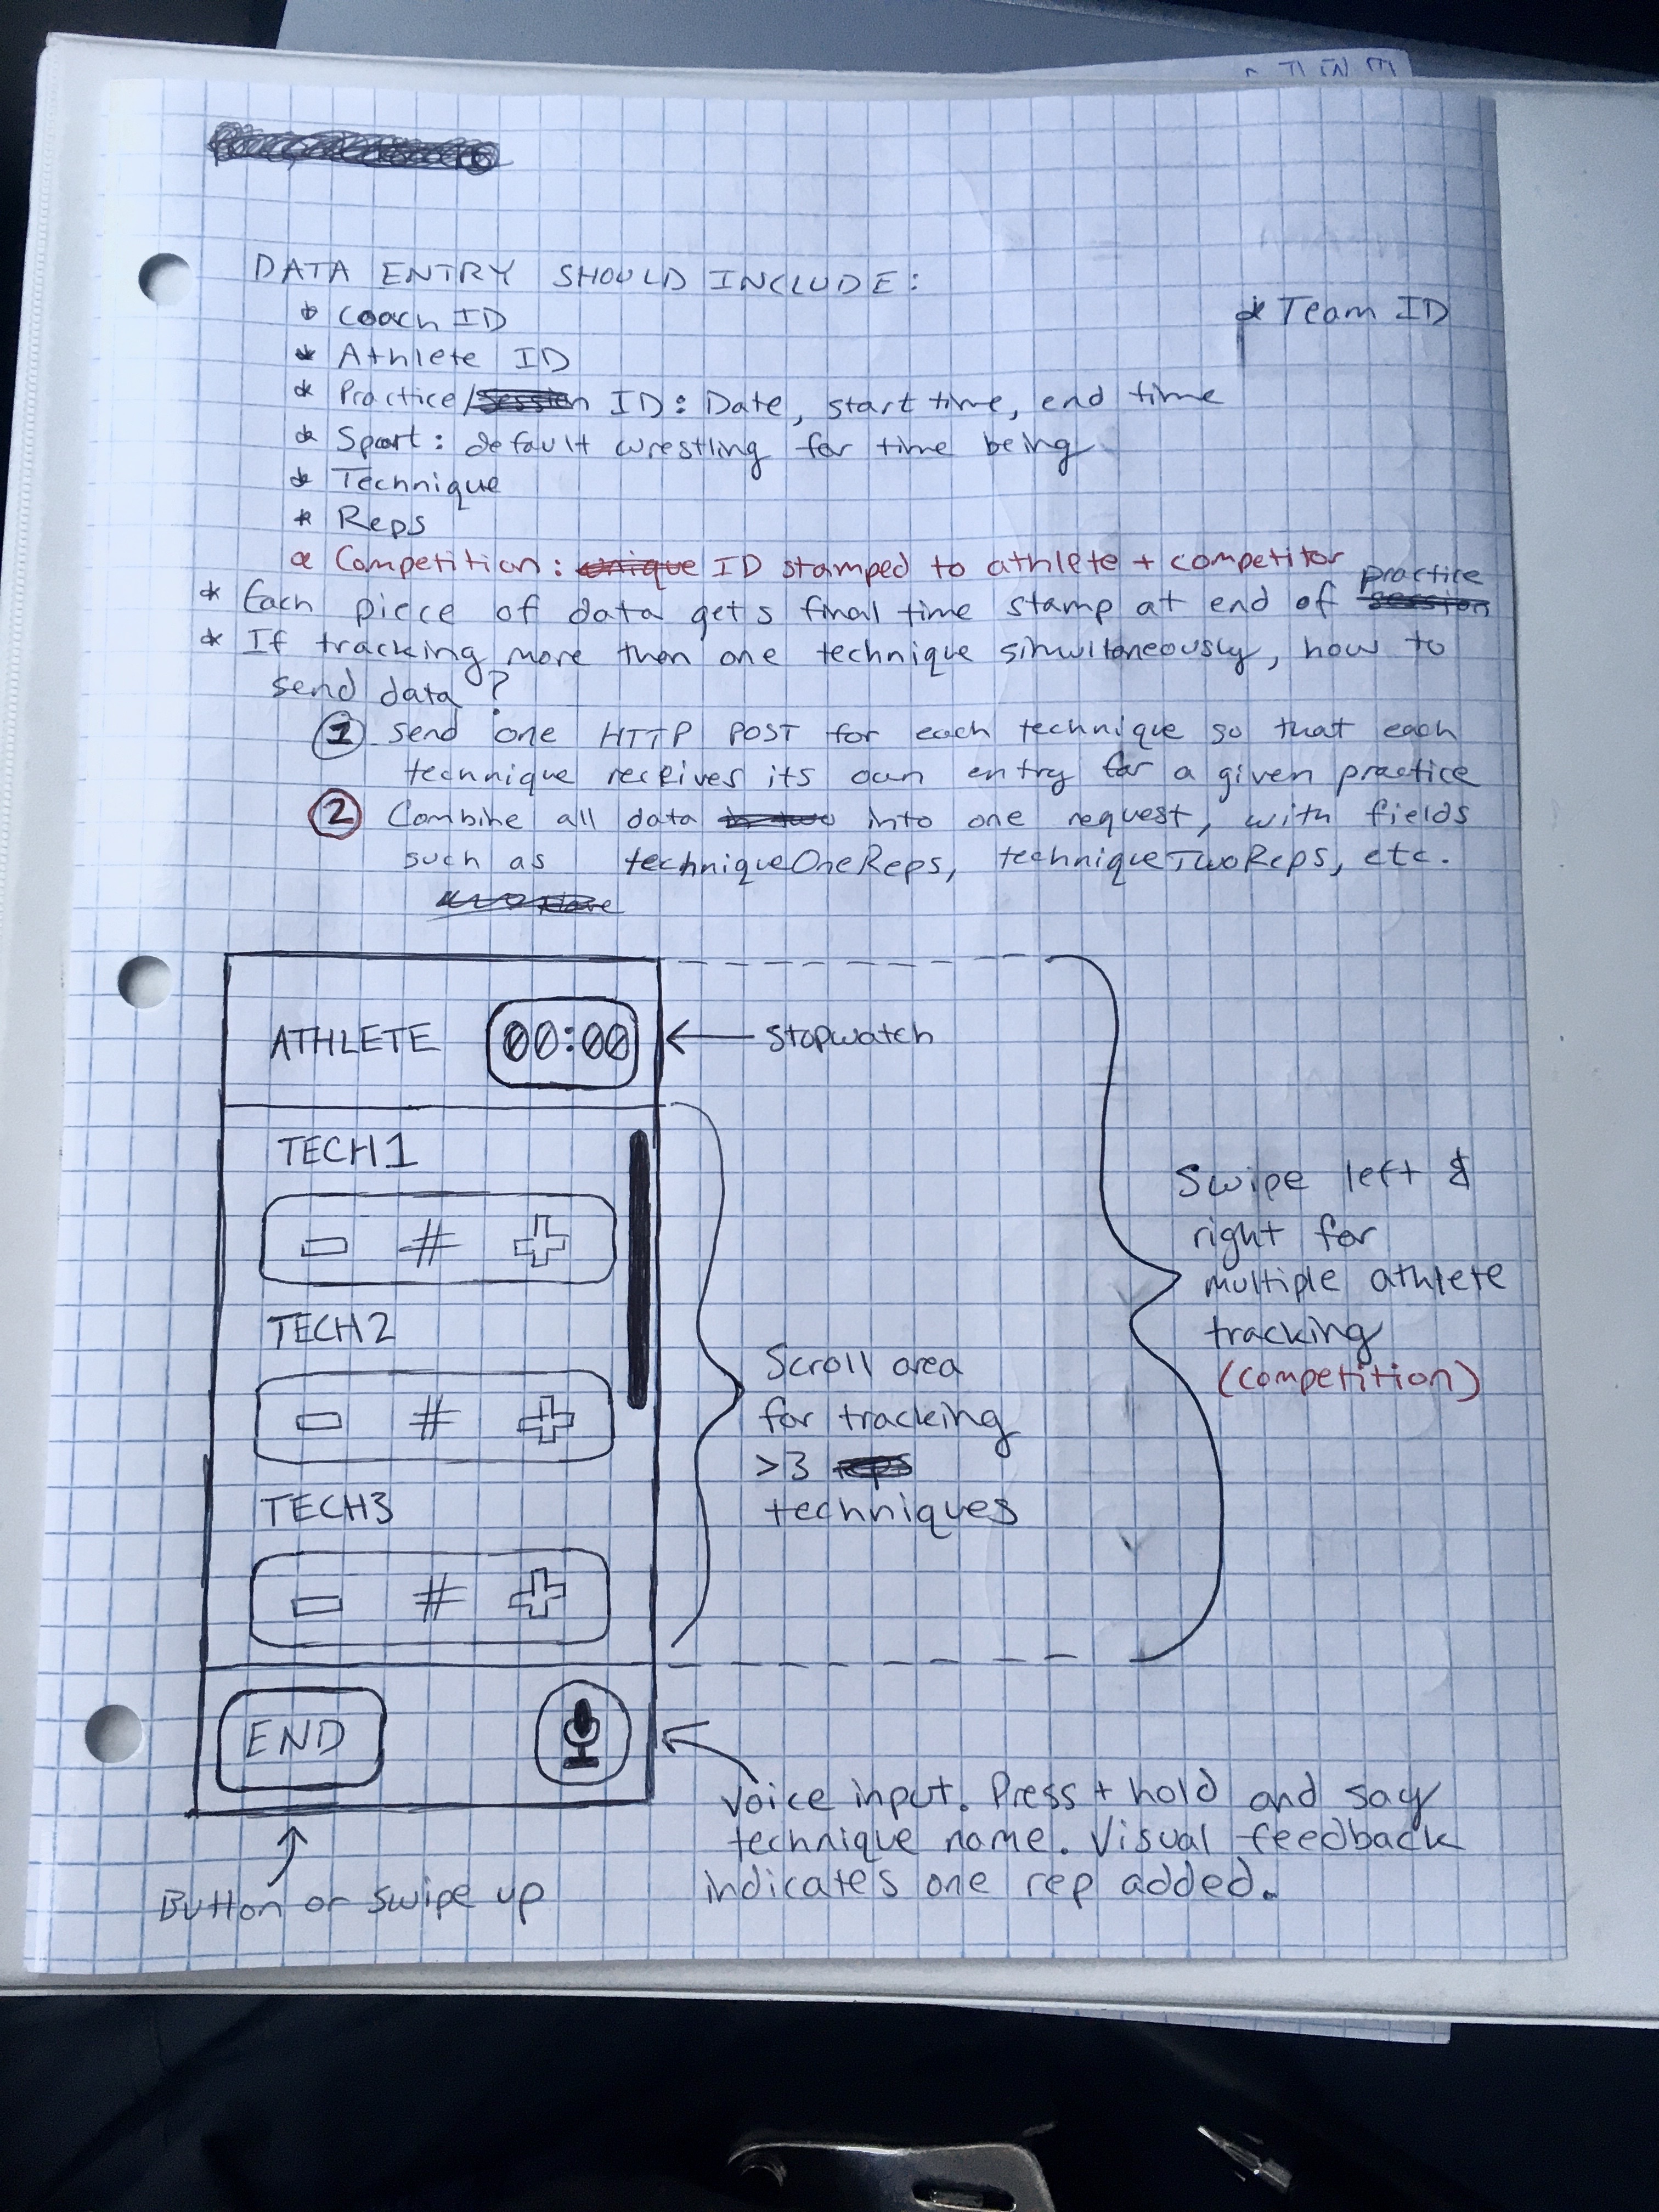 DATA ENTRY SHOULD INCLUDE:
* Coach ID
* Team ID
* Athlete ID
* Practice/session ID: Date, start time, end time
* Sport: default wrestling for time being
* Technique
* Reps
* Competition: unique ID stamped to athlete + competitor
practice
* Each piece of data gets final time stamp at end of session
* If tracking more than one technique simultaneously, how to
send data?
1 Send one HTTP POST for each technique so that each
technique receives its own entry for a given practice
2 Combine all data into one request, with fields
such as techniqueOneReps, techniqueTwoReps, etc.
ATHLETE 00:00 ← Stopwatch
TECH1
- # +
TECH2
- # +
TECH3
- # +
Scroll area
for tracking
>3 reps
techniques
Swipe left &
right for
multiple athlete
tracking
(competition)
END
Button or swipe up
Voice input. Press + hold and say
technique name. Visual feedback
indicates one rep added.